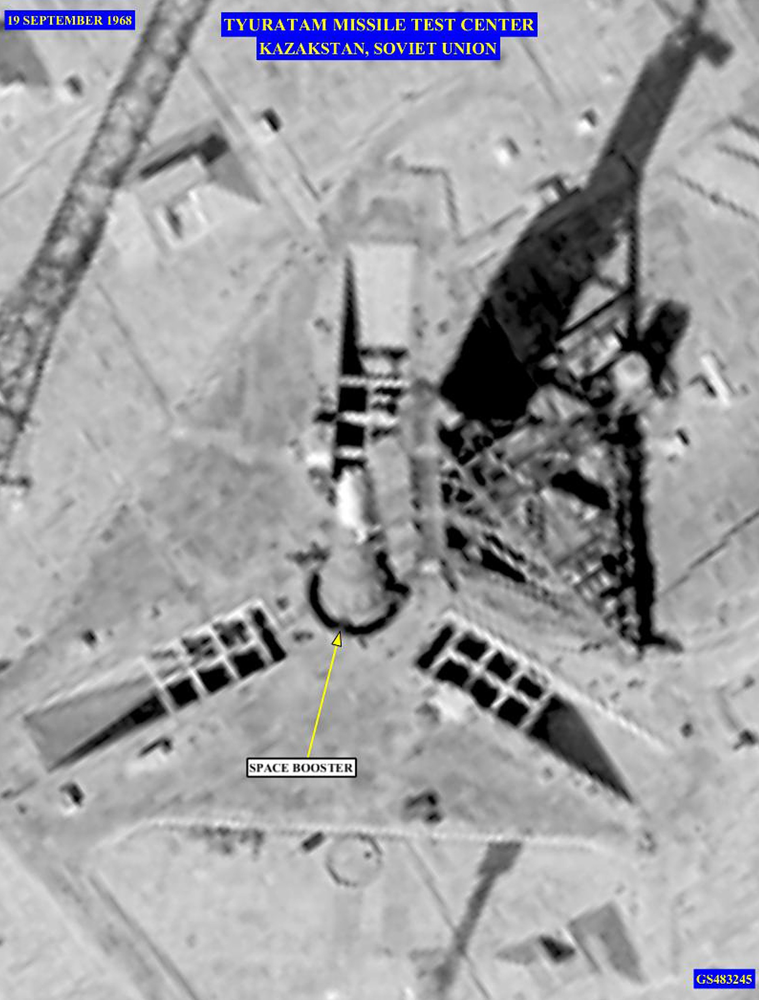 19 SEPTEMBER 1968
TYURATAM MISSILE TEST CENTER
KAZAKSTAN, SOVIET UNION
SPACE BOOSTER
GS483245